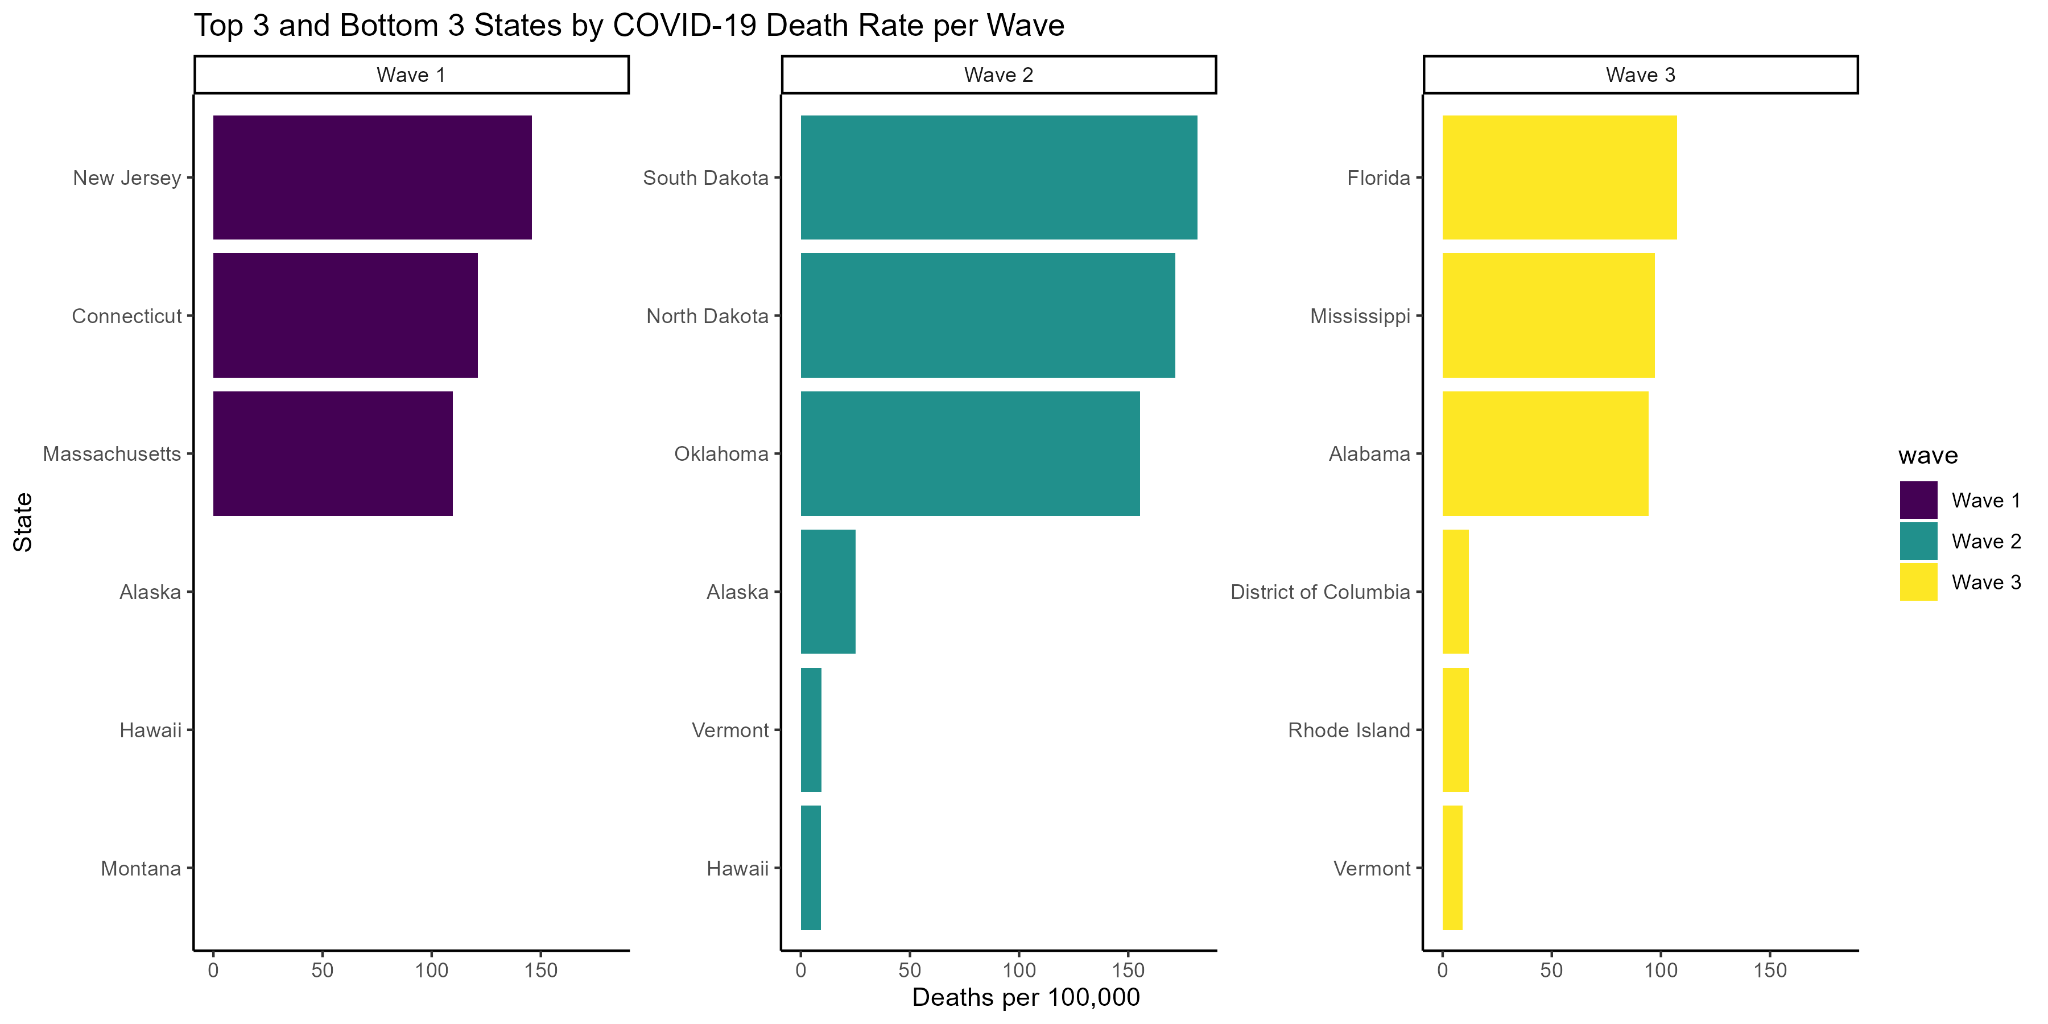 Top 3 and Bottom 3 States by COVID-19 Death Rate per Wave
Wave 1
New Jersey
Connecticut
Massachusetts
Alaska
Hawaii
Montana
0 50 100 150
Wave 2
South Dakota
North Dakota
Oklahoma
Alaska
Vermont
Hawaii
0 50 100 150
Wave 3
Florida
Mississippi
Alabama
District of Columbia
Rhode Island
Vermont
0 50 100 150
State
Deaths per 100,000
wave
Wave 1
Wave 2
Wave 3